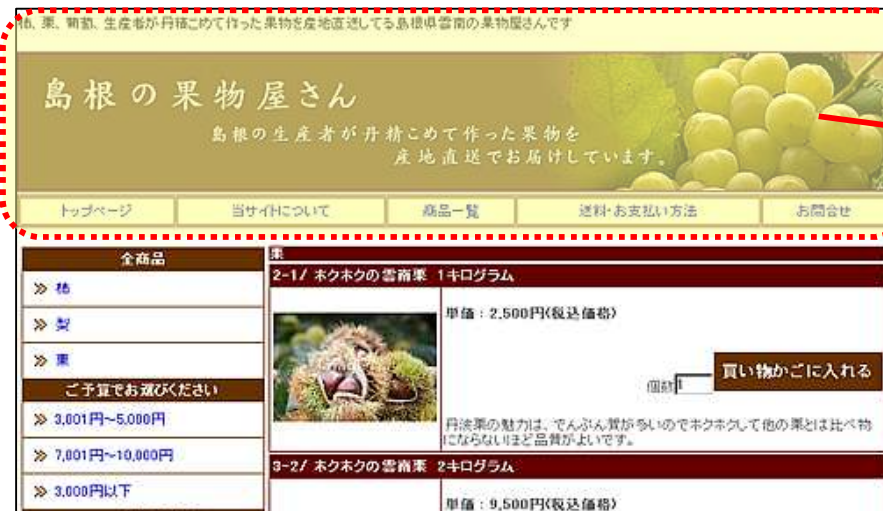 柿、栗、葡萄、生産者が丹精こめて作った果物を産地直送してる島根県雲南の果物屋さんです
島根の果物屋さん
島根の生産者が丹精こめて作った果物を
産地直送でお届けしています。
トップページ
当サイトについて
商品一覧
送料・お支払い方法
お問合せ
全商品
≫ 柿
≫ 梨
≫ 栗
ご予算でお選びください
≫ 3,001円～5,000円
≫ 7,001円～10,000円
≫ 3,000円以下
栗
2-1/ ホクホクの雲南栗 1キログラム
単価：2,500円(税込価格)
個数 1
買い物かごに入れる
丹波栗の魅力は、でんぷん質が多いのでホクホクして他の栗とは比べ物
にならないほど品質がよいです。
3-2/ ホクホクの雲南栗 2キログラム
単価：9,500円(税込価格)